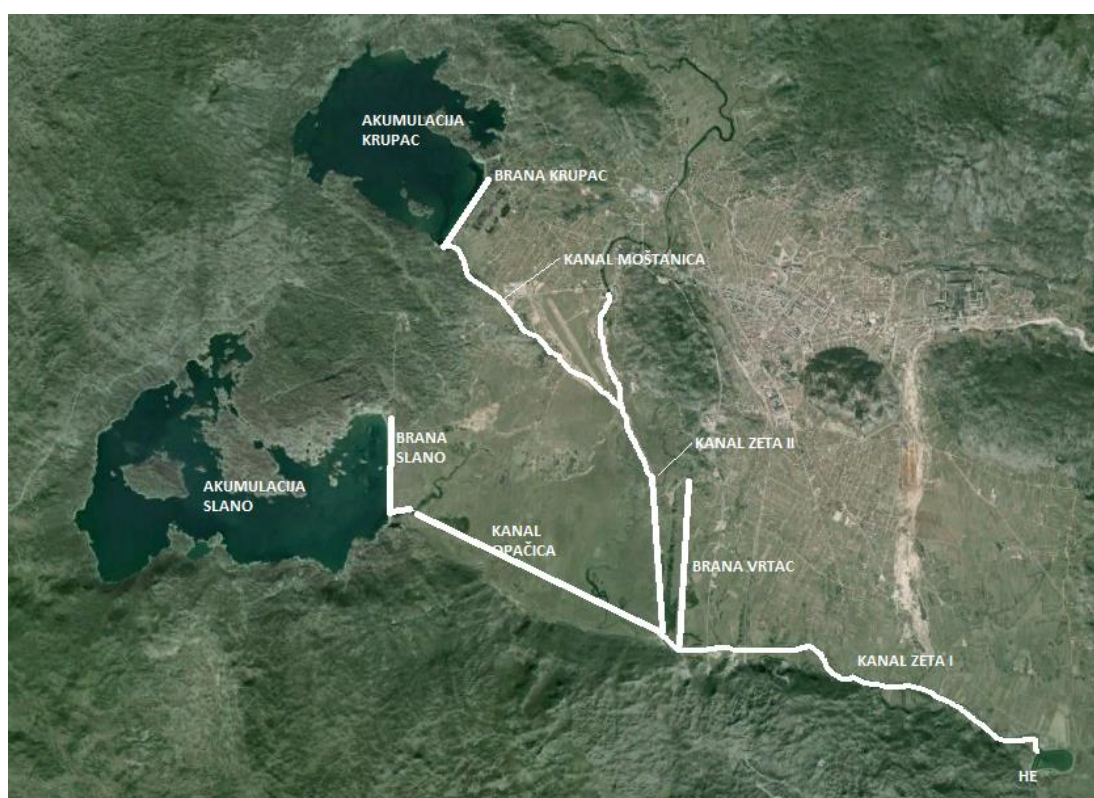 AKUMULACIJA
KRUPAC
BRANA KRUPAC
KANAL MOŠTANICA
BRANA
SLANO
KANAL ZETA II
AKUMULACIJA
SLANO
KANAL
OPAČICA
BRANA VRTAC
KANAL ZETA I
HE